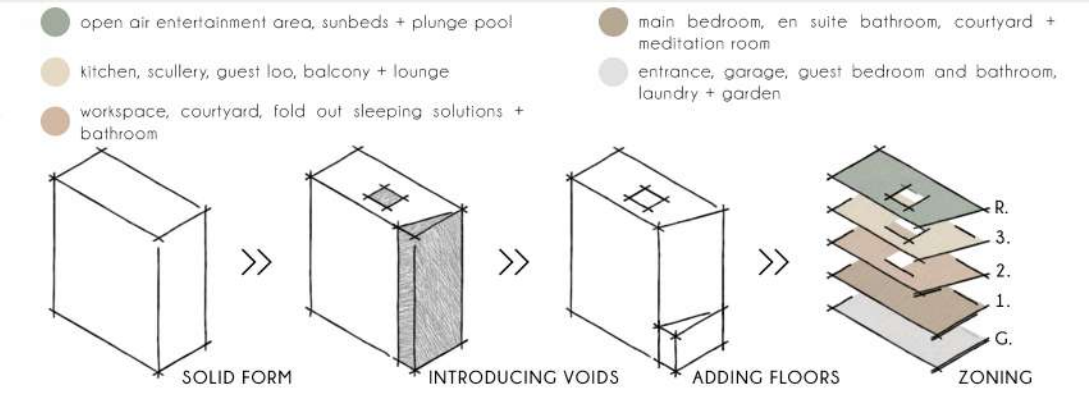 open air entertainment area, sunbeds + plunge pool
kitchen, scullery, guest loo, balcony + lounge
workspace, courtyard, fold out sleeping solutions +
bathroom
main bedroom, en suite bathroom, courtyard +
meditation room
entrance, garage, guest bedroom and bathroom,
laundry + garden
R.
3.
2.
1.
G.
SOLID FORM
INTRODUCING VOIDS
ADDING FLOORS
ZONING